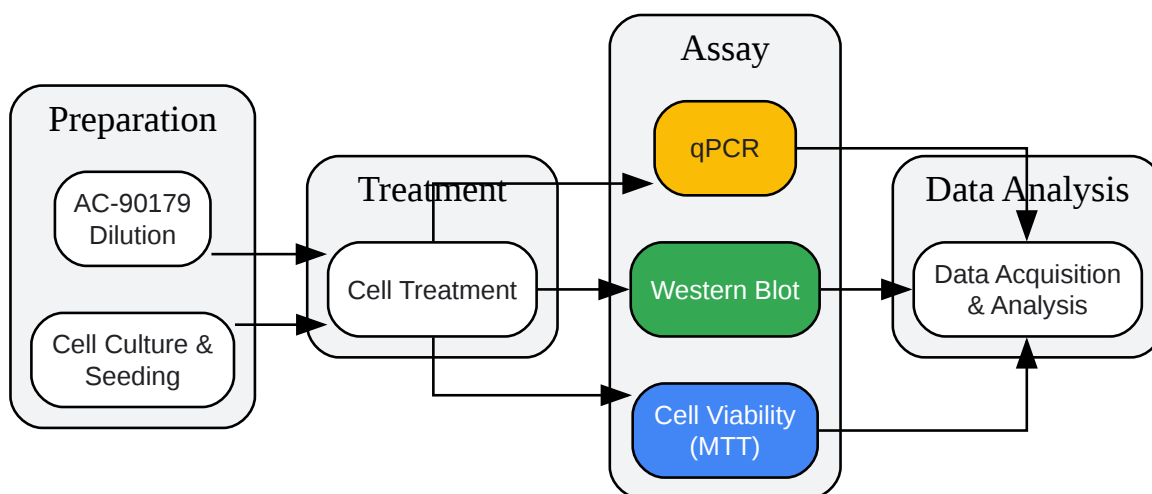 Preparation
AC-90179
Dilution
Cell Culture &
Seeding
Treatment
Cell Treatment
Assay
qPCR
Western Blot
Cell Viability
(MTT)
Data Analysis
Data Acquisition
& Analysis